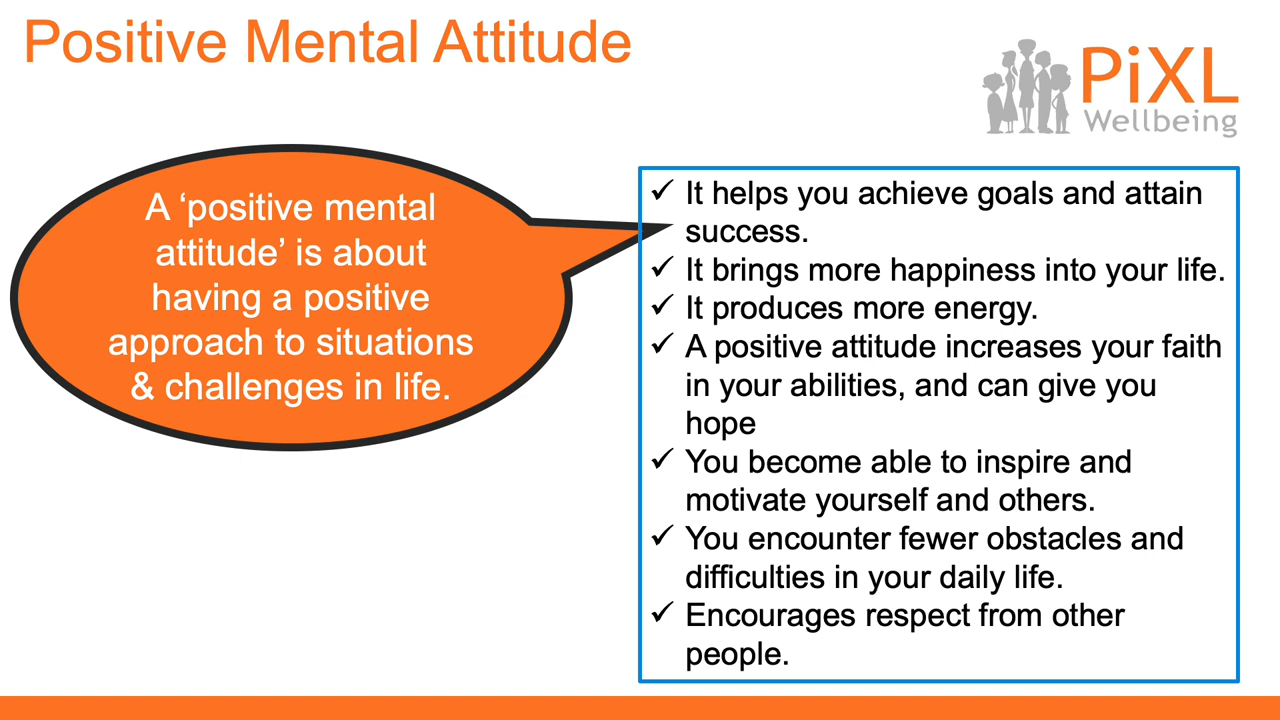 Positive Mental Attitude
PiXL
Wellbeing
A ‘positive mental
attitude’ is about
having a positive
approach to situations
& challenges in life.
✓ It helps you achieve goals and attain
success.
✓ It brings more happiness into your life.
✓ It produces more energy.
✓ A positive attitude increases your faith
in your abilities, and can give you
hope
✓ You become able to inspire and
motivate yourself and others.
✓ You encounter fewer obstacles and
difficulties in your daily life.
✓ Encourages respect from other
people.